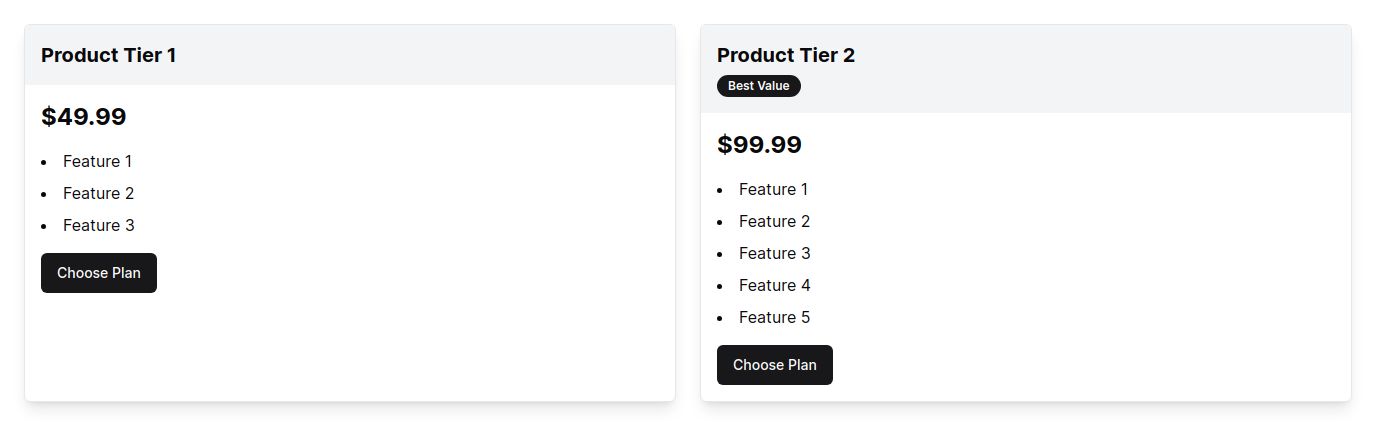 Product Tier 1
$49.99
Feature 1
Feature 2
Feature 3
Choose Plan
Product Tier 2
Best Value
$99.99
Feature 1
Feature 2
Feature 3
Feature 4
Feature 5
Choose Plan